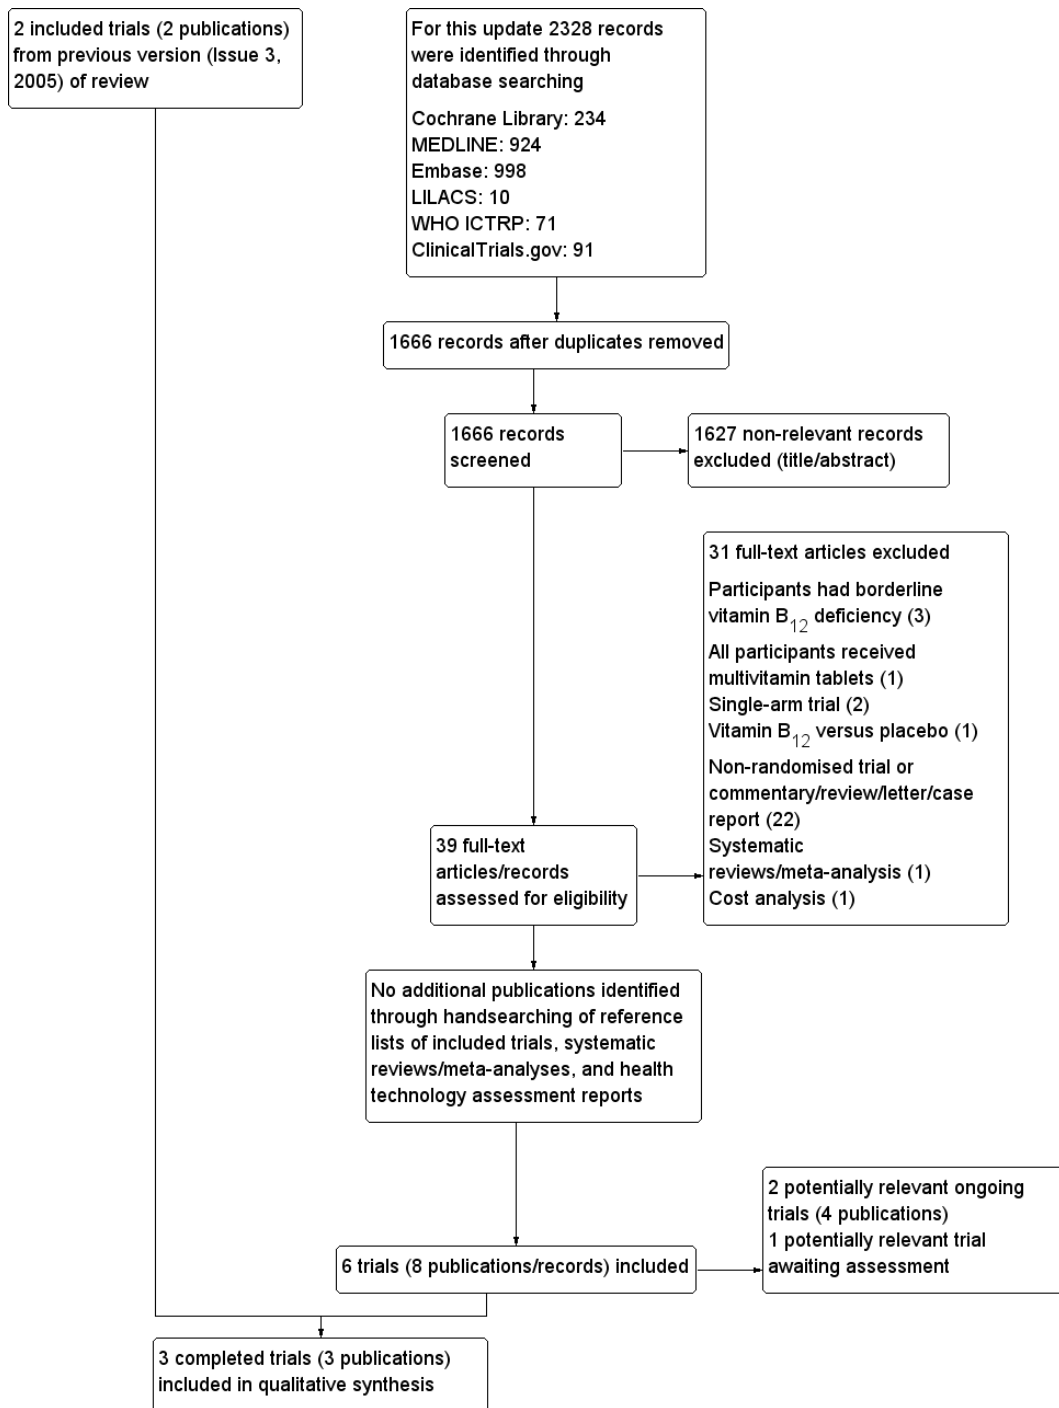 2 included trials (2 publications)
from previous version (Issue 3,
2005) of review
For this update 2328 records
were identified through
database searching
Cochrane Library: 234
MEDLINE: 924
Embase: 998
LILACS: 10
WHO ICTRP: 71
ClinicalTrials.gov: 91
1666 records after duplicates removed
1666 records
screened
1627 non-relevant records
excluded (title/abstract)
31 full-text articles excluded
Participants had borderline
vitamin B12 deficiency (3)
All participants received
multivitamin tablets (1)
Single-arm trial (2)
Vitamin B12 versus placebo (1)
Non-randomised trial or
commentary/review/letter/case
report (22)
Systematic
reviews/meta-analysis (1)
Cost analysis (1)
39 full-text
articles/records
assessed for eligibility
No additional publications identified
through handsearching of reference
lists of included trials, systematic
reviews/meta-analyses, and health
technology assessment reports
2 potentially relevant ongoing
trials (4 publications)
1 potentially relevant trial
awaiting assessment
6 trials (8 publications/records) included
3 completed trials (3 publications)
included in qualitative synthesis